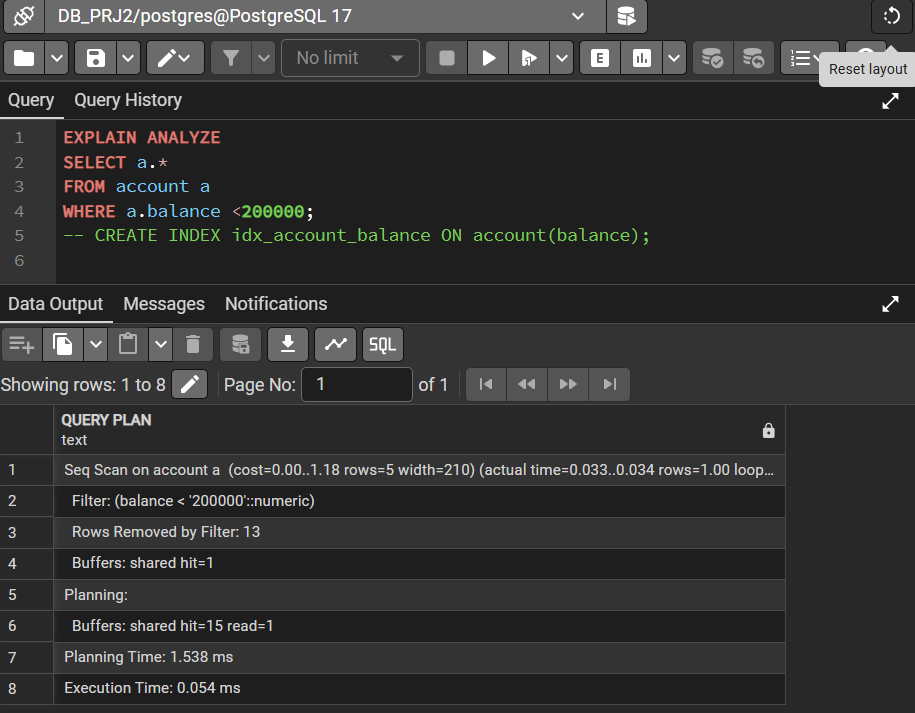 DB_PRJ2/postgres@PostgreSQL 17
No limit
E
Reset layout
Query Query History
1 EXPLAIN ANALYZE
2 SELECT a.*
3 FROM account a
4 WHERE a.balance <200000;
5 -- CREATE INDEX idx_account_balance ON account(balance);
6
Data Output Messages Notifications
SQL
Showing rows: 1 to 8 Page No: 1 of 1
QUERY PLAN
text
1 Seq Scan on account a (cost=0.00..1.18 rows=5 width=210) (actual time=0.033..0.034 rows=1.00 loop...
2 Filter: (balance < '200000'::numeric)
3 Rows Removed by Filter: 13
4 Buffers: shared hit=1
5 Planning:
6 Buffers: shared hit=15 read=1
7 Planning Time: 1.538 ms
8 Execution Time: 0.054 ms